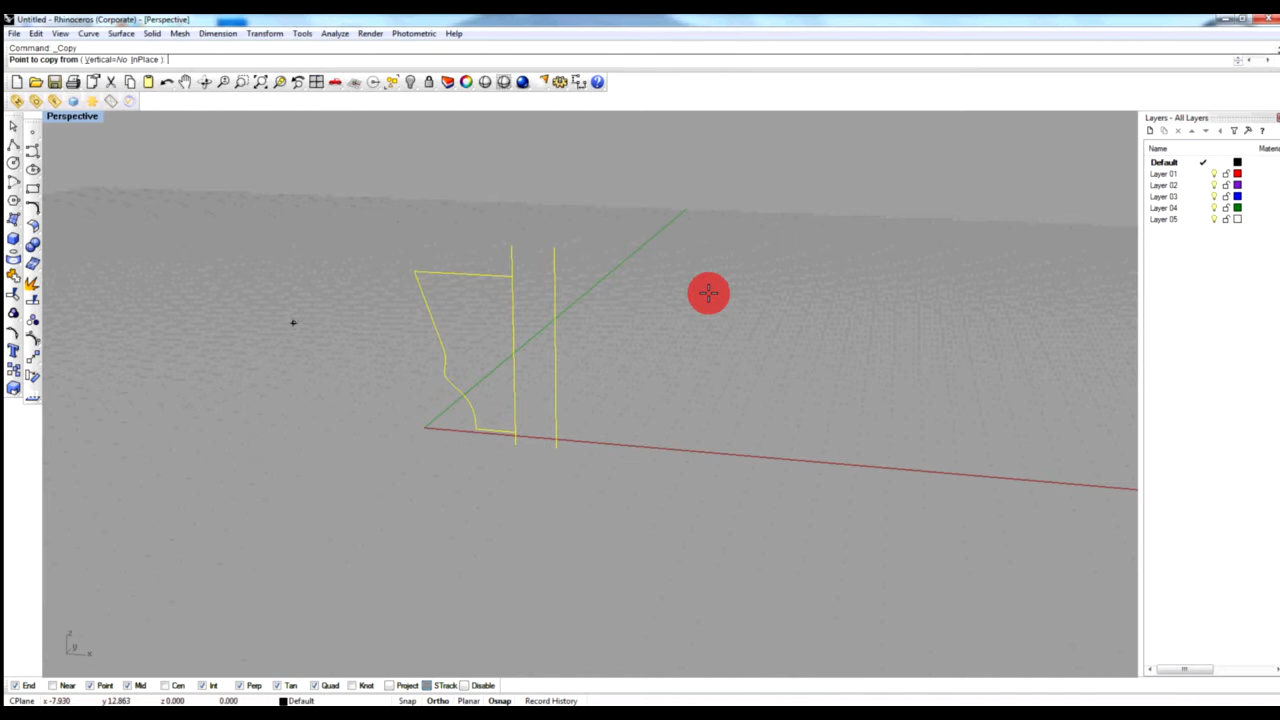 Untitled - Rhinoceros (Corporate) - [Perspective]
File Edit View Curve Surface Solid Mesh Dimension Transform Tools Analyze Render Photometric Help
Command: _Copy
Point to copy from ( Vertical=No InPlace ):
Perspective
Layers - All Layers
Name Materi
Default
Layer 01
Layer 02
Layer 03
Layer 04
Layer 05
z
y
x
End Near Point Mid Cen Int Perp Tan Quad Knot Project STrack Disable
CPlane x -7.930 y 12.863 z 0.000 0.000 Default Snap Ortho Planar Osnap Record History